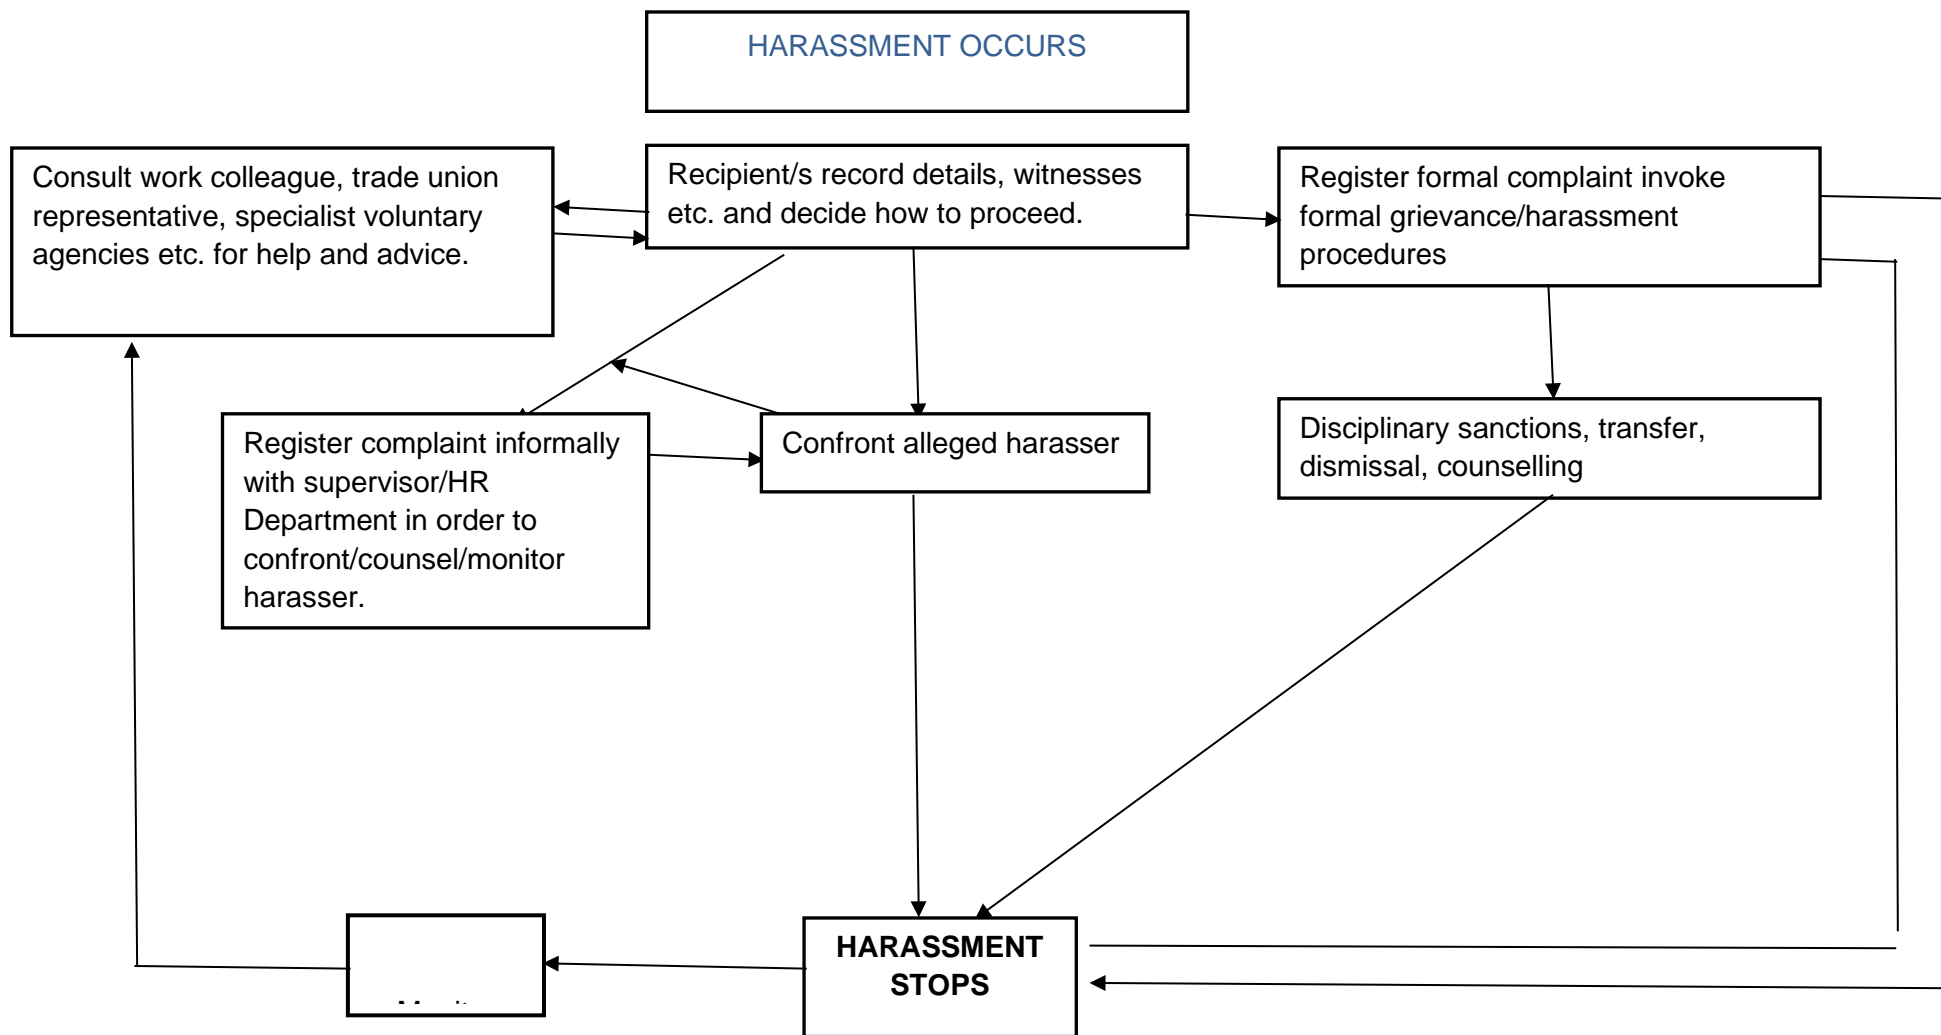 HARASSMENT OCCURS
Consult work colleague, trade union
representative, specialist voluntary
agencies etc. for help and advice.
Recipient/s record details, witnesses
etc. and decide how to proceed.
Register formal complaint invoke
formal grievance/harassment
procedures
Register complaint informally
with supervisor/HR
Department in order to
confront/counsel/monitor
harasser.
Confront alleged harasser
Disciplinary sanctions, transfer,
dismissal, counselling
HARASSMENT
STOPS